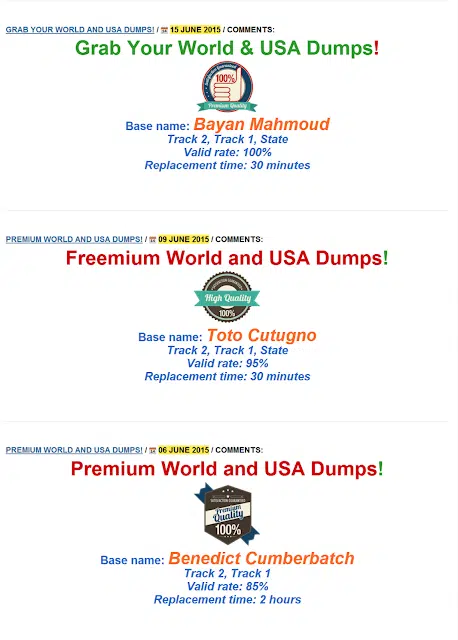 GRAB YOUR WORLD AND USA DUMPS! / 15 JUNE 2015 / COMMENTS:
Grab Your World & USA Dumps!
100%
Premium Quality
Base name: Bayan Mahmoud
Track 2, Track 1, State
Valid rate: 100%
Replacement time: 30 minutes
PREMIUM WORLD AND USA DUMPS! / 09 JUNE 2015 / COMMENTS:
Freemium World and USA Dumps!
High Quality
100%
Base name: Toto Cutugno
Track 2, Track 1, State
Valid rate: 95%
Replacement time: 30 minutes
PREMIUM WORLD AND USA DUMPS! / 06 JUNE 2015 / COMMENTS:
Premium World and USA Dumps!
SATISFACTION GUARANTEED
Premium
Quality
100%
Base name: Benedict Cumberbatch
Track 2, Track 1
Valid rate: 85%
Replacement time: 2 hours